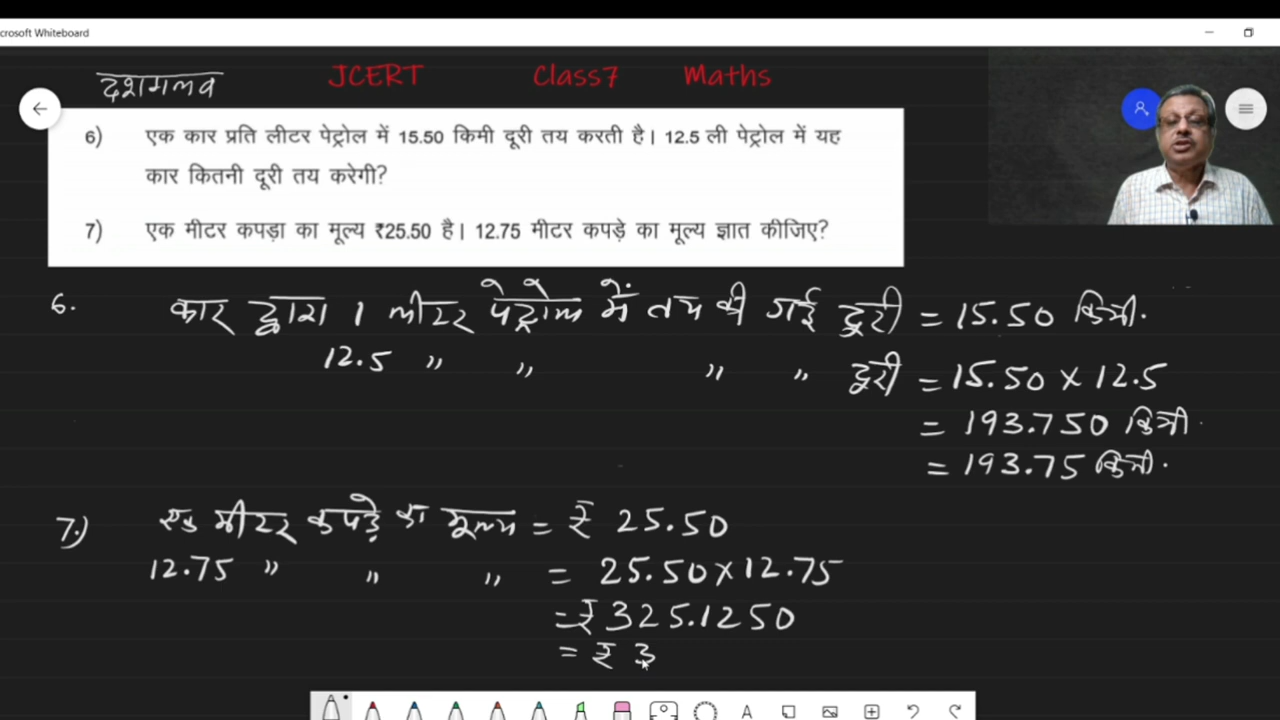 crosoft Whiteboard
दशमलव JCERT Class7 Maths
6) एक कार प्रति लीटर पेट्रोल में 15.50 किमी दूरी तय करती है। 12.5 ली पेट्रोल में यह
कार कितनी दूरी तय करेगी?
7) एक मीटर कपड़ा का मूल्य ₹25.50 है। 12.75 मीटर कपड़े का मूल्य ज्ञात कीजिए?
6. कार द्वारा 1 लीटर पेट्रोल में तय की गई दुरी = 15.50 किमी.
12.5 " " " " दुरी = 15.50 × 12.5
= 193.750 किमी.
= 193.75 किमी.
7.) एक मीटर कपड़े का मूल्य = ₹ 25.50
12.75 " " " = 25.50 × 12.75
= ₹ 325.1250
= ₹ 3
A